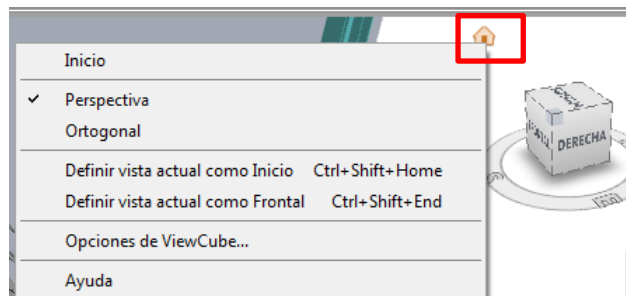 Inicio
Perspectiva
Ortogonal
Definir vista actual como Inicio Ctrl+Shift+Home
Definir vista actual como Frontal Ctrl+Shift+End
Opciones de ViewCube...
Ayuda
DERECHA